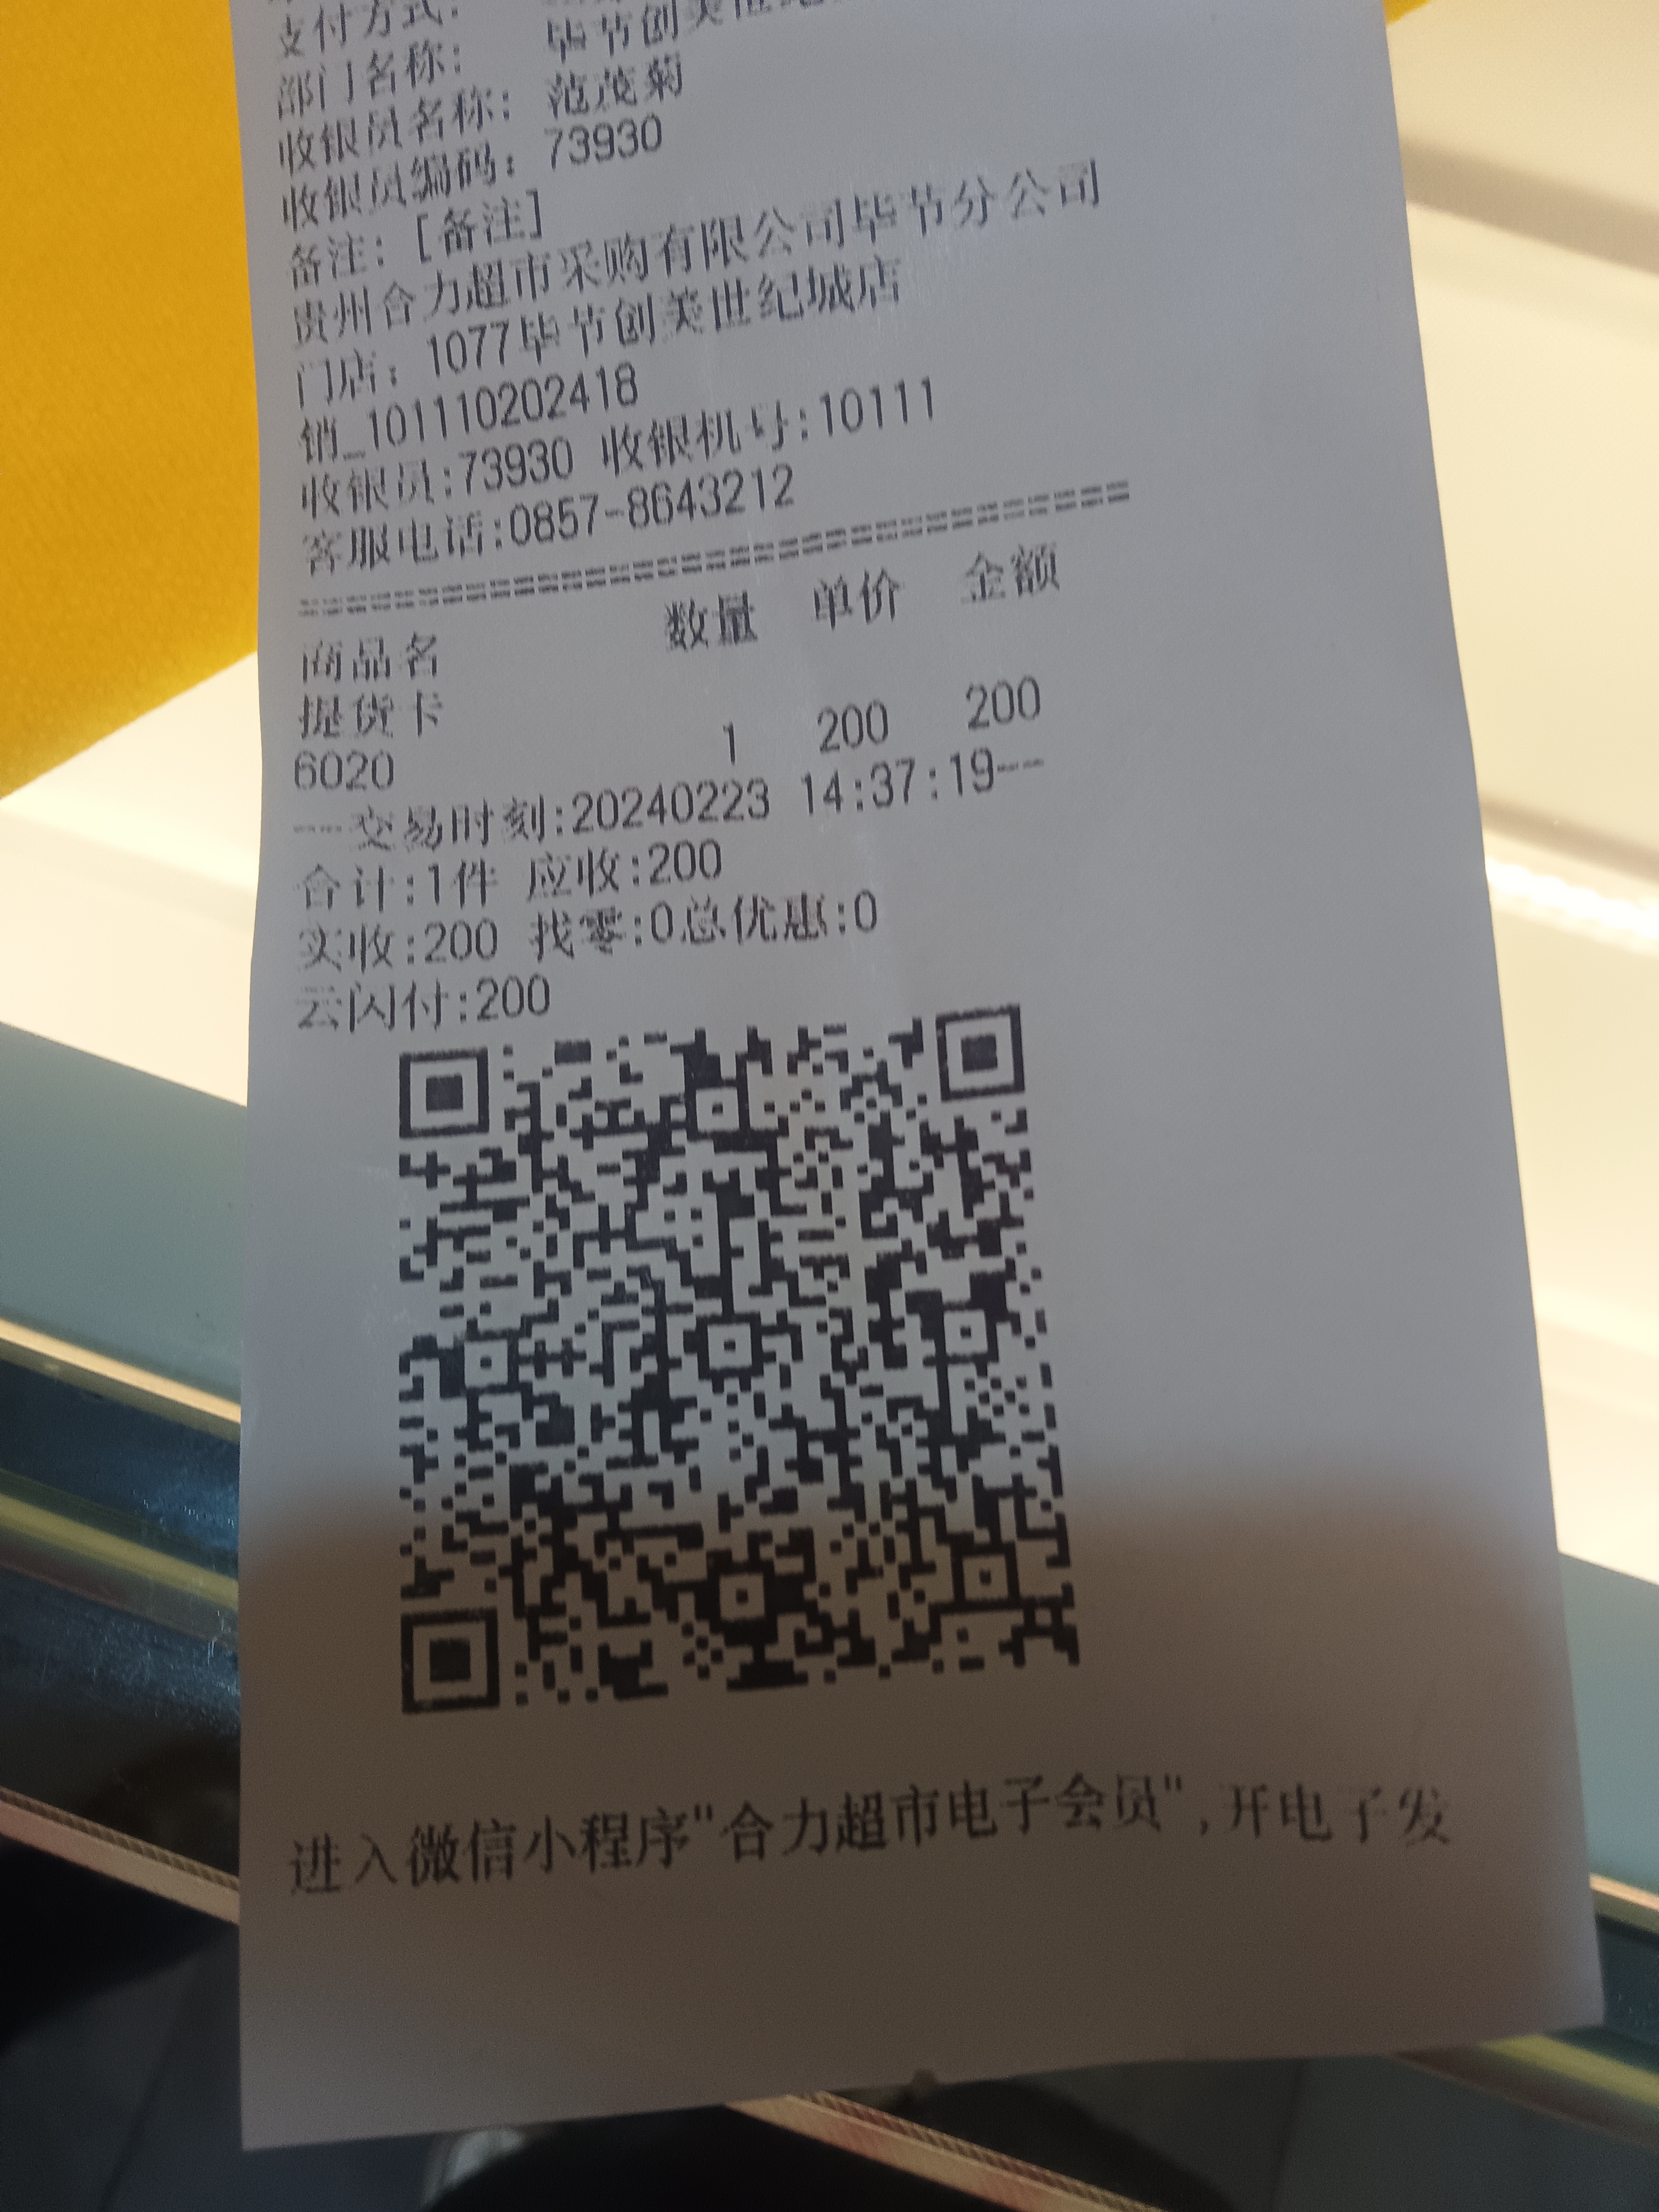 支付方式:
部门名称: 毕节创美世纪
收银员名称: 范茂菊
收银员编码: 73930
备注: [备注]
贵州合力超市采购有限公司毕节分公司
门店: 1077毕节创美世纪城店
销_101110202418
收银员:73930 收银机号:10111
客服电话:0857-8643212
商品名 数量 单价 金额
提货卡
6020 1 200 200
---交易时刻:20240223 14:37:19--
合计:1件 应收:200
实收:200 找零:0总优惠:0
云闪付:200
进入微信小程序"合力超市电子会员",开电子发